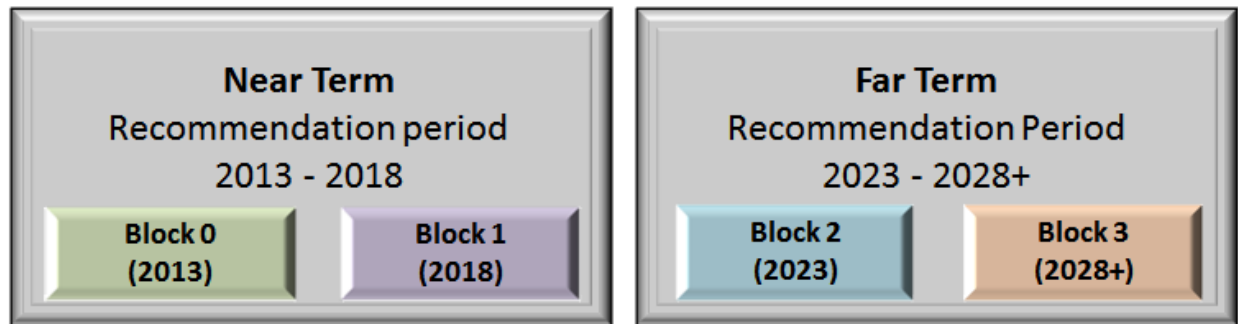 Near Term
Recommendation period
2013 - 2018
Block 0
(2013)
Block 1
(2018)
Far Term
Recommendation Period
2023 - 2028+
Block 2
(2023)
Block 3
(2028+)